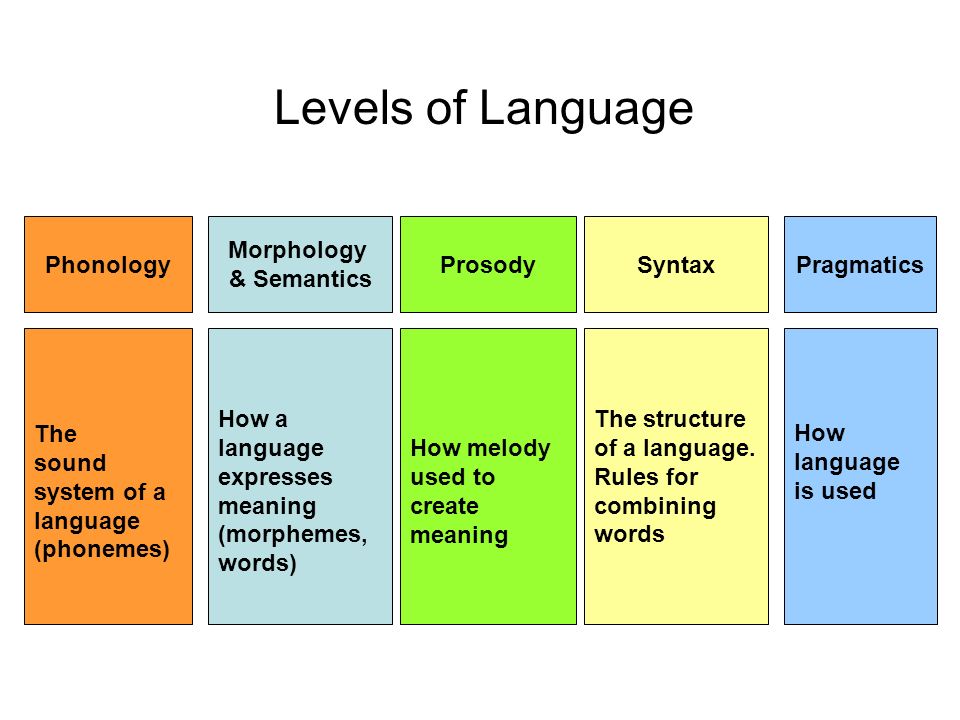 Levels of Language
Phonology
Morphology
& Semantics
Prosody
Syntax
Pragmatics
The
sound
system of a
language
(phonemes)
How a
language
expresses
meaning
(morphemes,
words)
How melody
used to
create
meaning
The structure
of a language.
Rules for
combining
words
How
language
is used